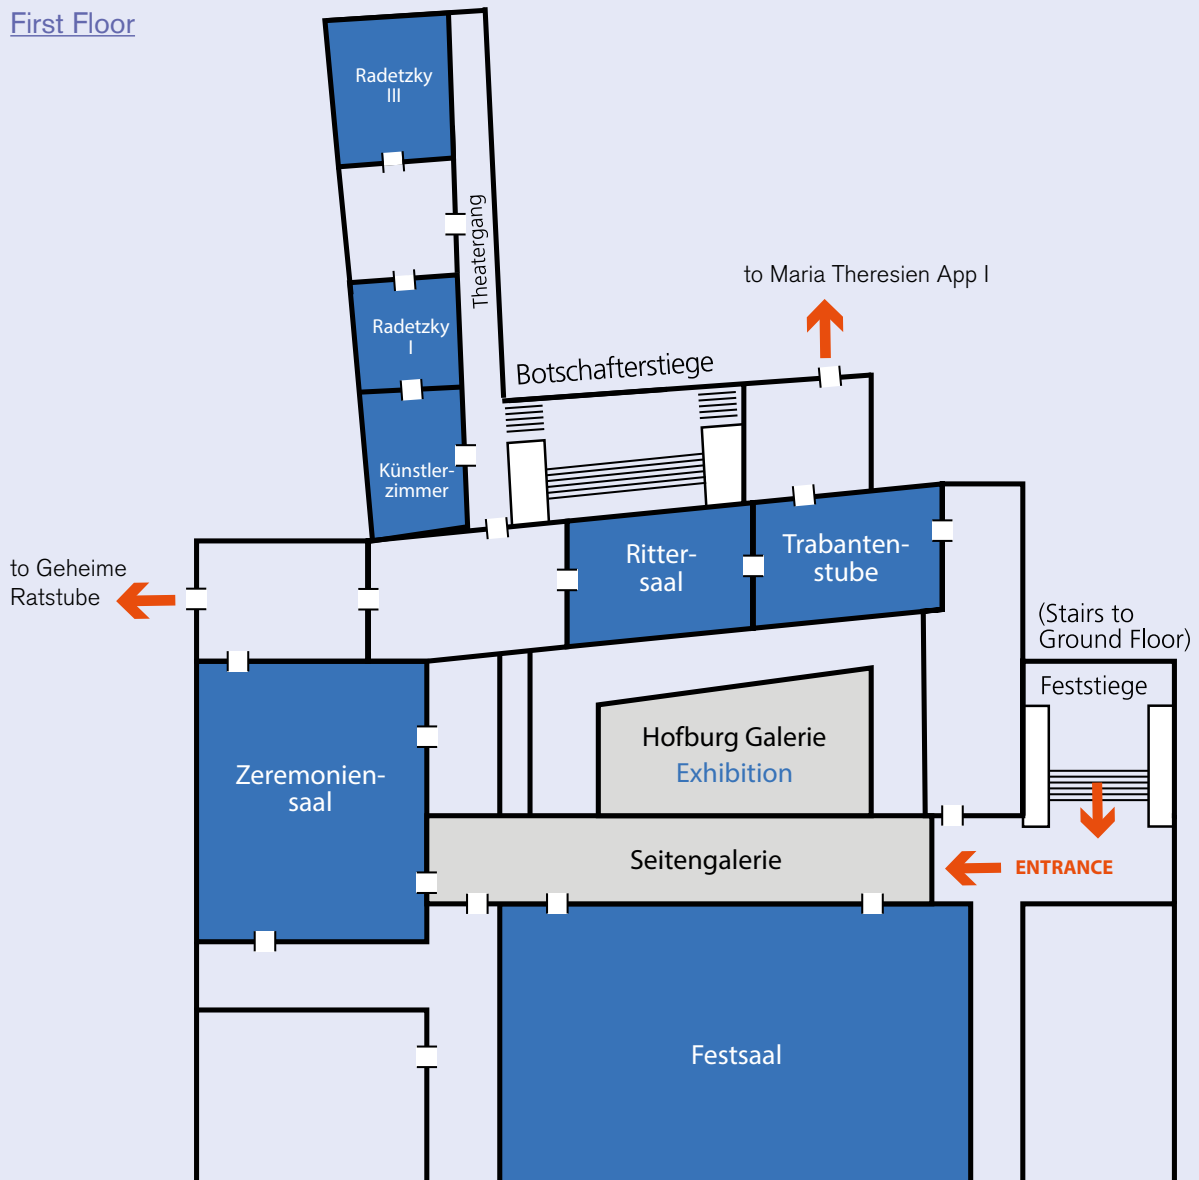 First Floor
Radetzky
III
Theatergang
to Maria Theresien App I
Radetzky
I
Botschafterstiege
Künstler-
zimmer
Ritter-
saal
Trabanten-
stube
to Geheime
Ratstube
(Stairs to
Ground Floor)
Feststiege
Hofburg Galerie
Exhibition
Zeremonien-
saal
Seitengalerie
ENTRANCE
Festsaal